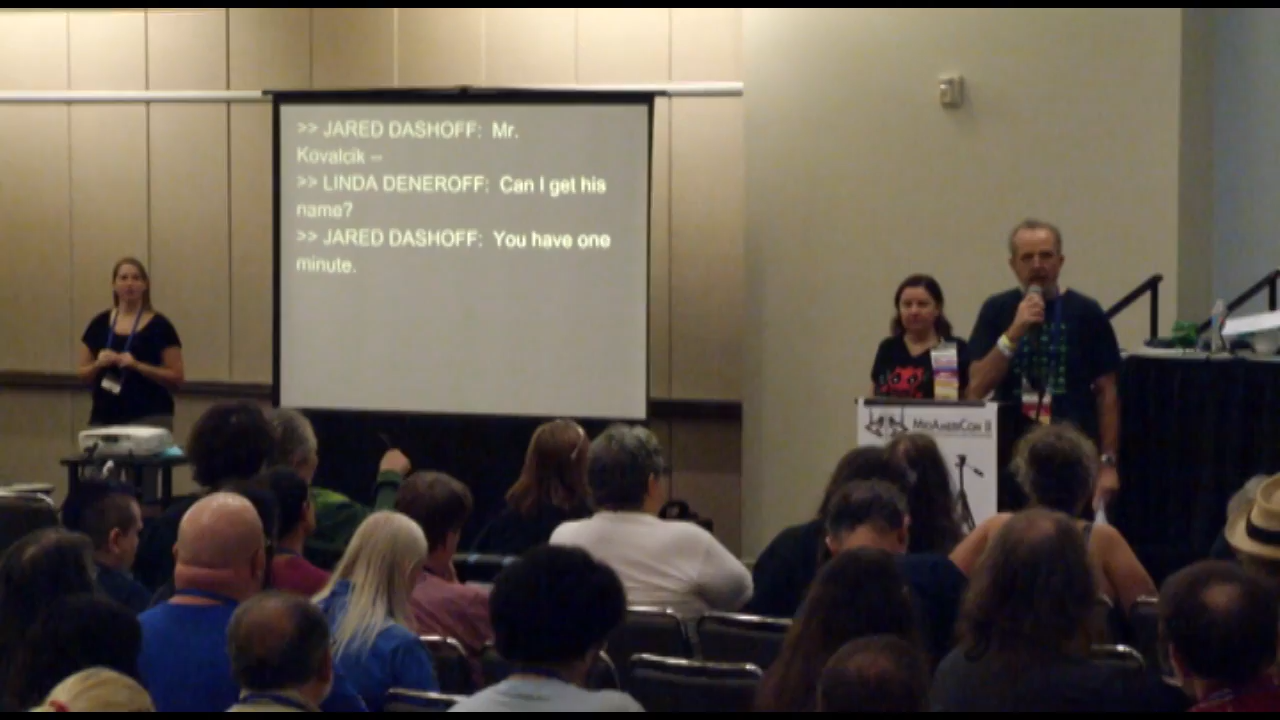 >> JARED DASHOFF: Mr.
Kovalcik –
>> LINDA DENEROFF: Can I get his
name?
>> JARED DASHOFF: You have one
minute.
MIDAMERICON II